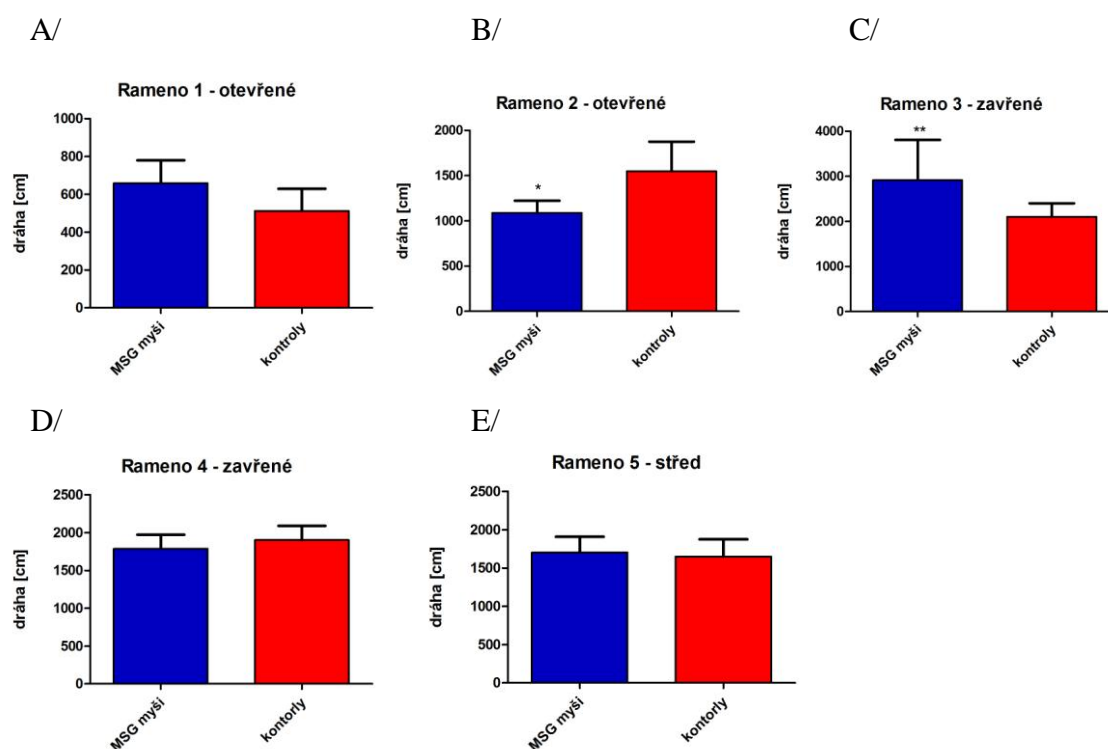 A/
Rameno 1 - otevřené
dráha [cm]
1000
800
600
400
200
0
MSG myši
kontroly
B/
Rameno 2 - otevřené
dráha [cm]
2000
1500
1000
500
0
*
MSG myši
kontroly
C/
Rameno 3 - zavřené
dráha [cm]
4000
3000
2000
1000
0
**
MSG myši
kontroly
D/
Rameno 4 - zavřené
dráha [cm]
2500
2000
1500
1000
500
0
MSG myši
kontorly
E/
Rameno 5 - střed
dráha [cm]
2500
2000
1500
1000
500
0
MSG myši
kontorly